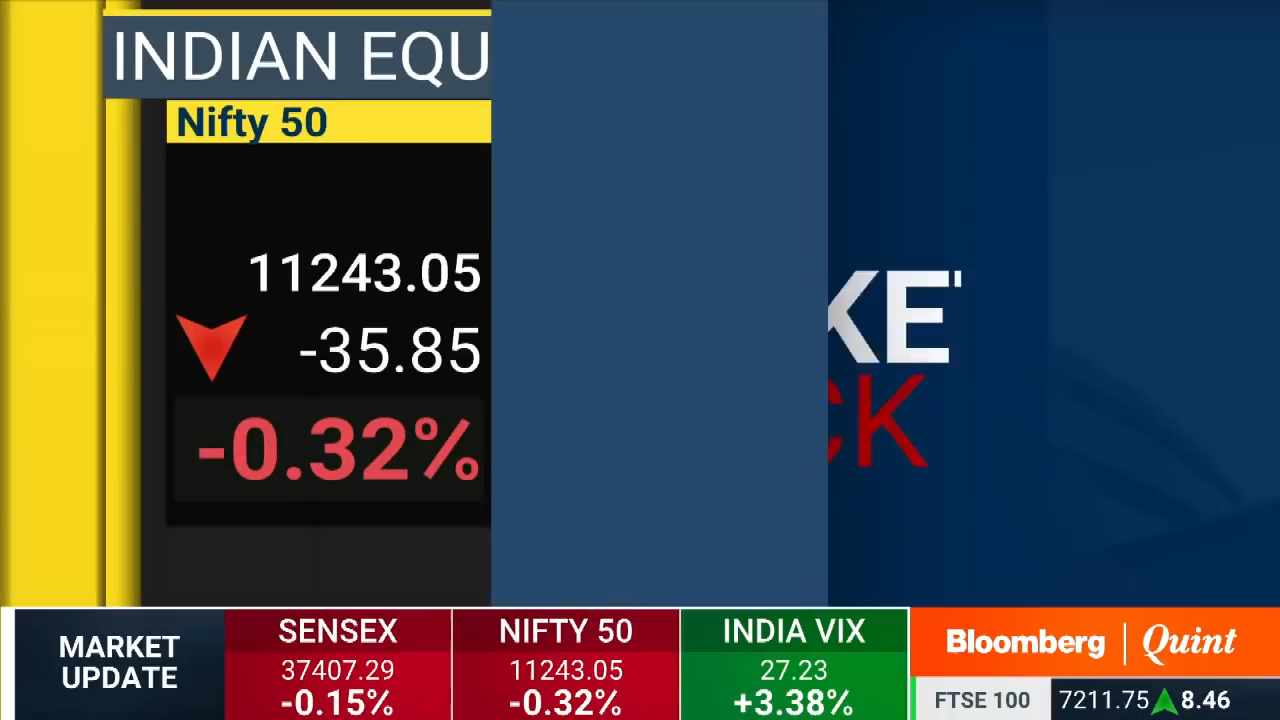 INDIAN EQU
Nifty 50
11243.05
-35.85
-0.32%
KE
CK
MARKET
UPDATE
SENSEX
37407.29
-0.15%
NIFTY 50
11243.05
-0.32%
INDIA VIX
27.23
+3.38%
Bloomberg | Quint
FTSE 100 7211.75 8.46